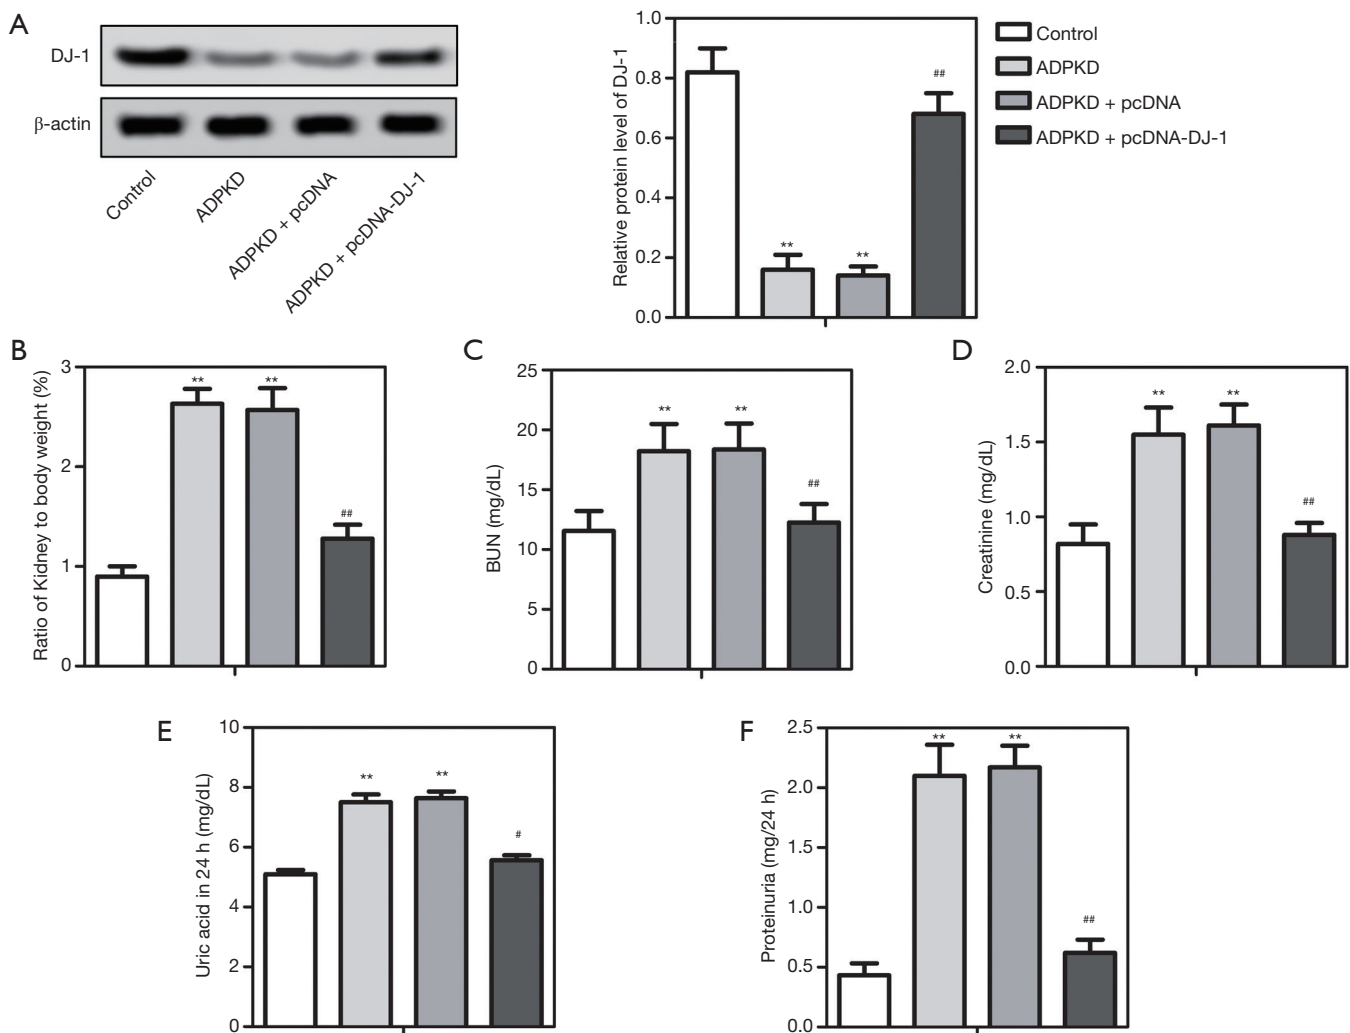 A
DJ-1
β-actin
Control
ADPKD
ADPKD + pcDNA
ADPKD + pcDNA-DJ-1
Relative protein level of DJ-1
1.0
0.8
0.6
0.4
0.2
0.0
**
**
##
Control
ADPKD
ADPKD + pcDNA
ADPKD + pcDNA-DJ-1
B
Ratio of Kidney to body weight (%)
3
2
1
0
**
**
##
C
BUN (mg/dL)
25
20
15
10
5
0
**
**
##
D
Creatinine (mg/dL)
2.0
1.5
1.0
0.5
0.0
**
**
##
E
Uric acid in 24 h (mg/dL)
10
8
6
4
2
0
**
**
#
F
Proteinuria (mg/24 h)
2.5
2.0
1.5
1.0
0.5
0.0
**
**
##